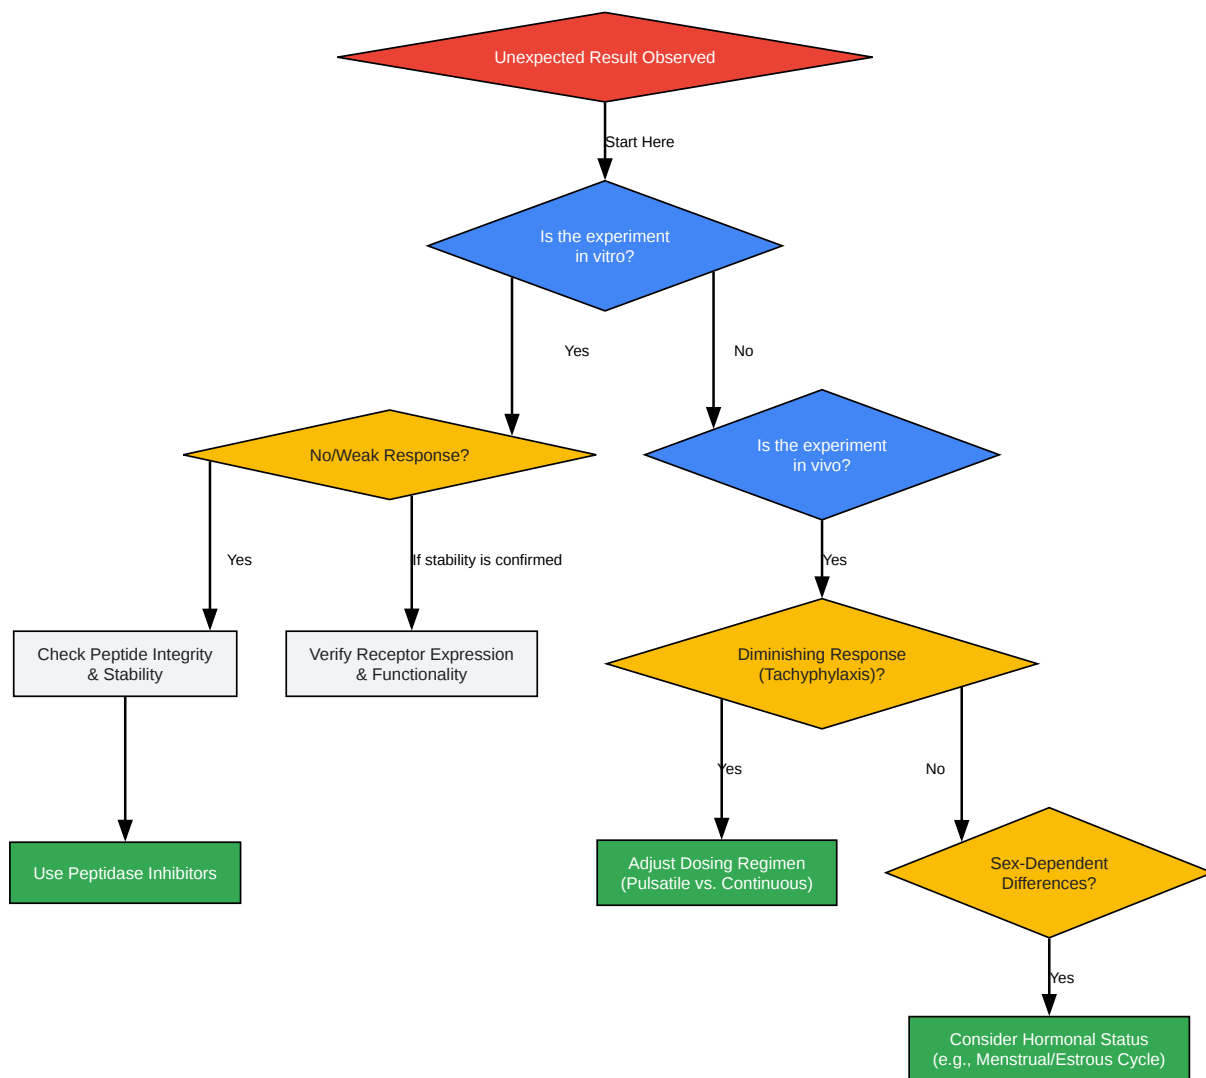 Unexpected Result Observed
Start Here
Is the experiment
in vitro?
Yes
No
No/Weak Response?
Is the experiment
in vivo?
Yes
If stability is confirmed
Yes
Check Peptide Integrity
& Stability
Verify Receptor Expression
& Functionality
Diminishing Response
(Tachyphylaxis)?
Yes
No
Use Peptidase Inhibitors
Adjust Dosing Regimen
(Pulsatile vs. Continuous)
Sex-Dependent
Differences?
Yes
Consider Hormonal Status
(e.g., Menstrual/Estrous Cycle)